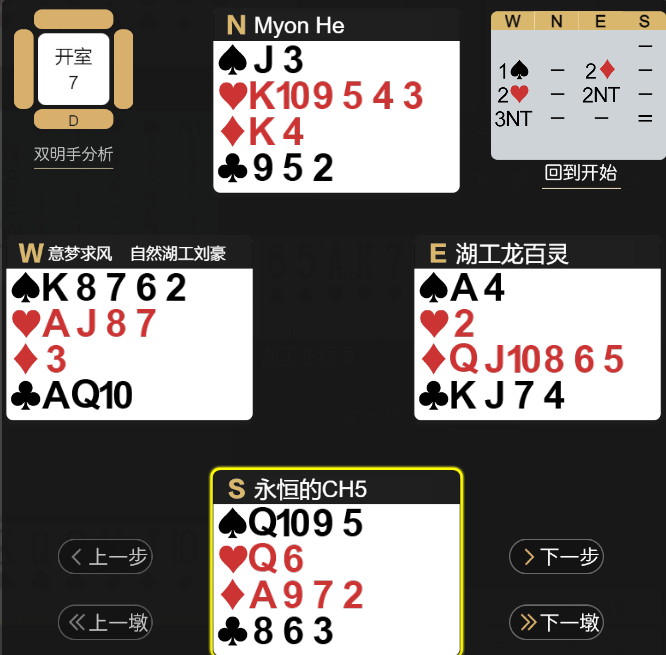 开室
7
D
双明手分析
N Myon He
♠J 3
♥K 10 9 5 4 3
♦K 4
♣9 5 2
W N E S
–
1♠ – 2♦ –
2♥ – 2NT –
3NT – – =
回到开始
W 意梦求风 自然湖工刘豪
♠K 8 7 6 2
♥A J 8 7
♦3
♣A Q 10
E 湖工龙百灵
♠A 4
♥2
♦Q J 10 8 6 5
♣K J 7 4
S 永恒的CH5
♠Q 10 9 5
♥Q 6
♦A 9 7 2
♣8 6 3
上一步
下一步
上一墩
下一墩